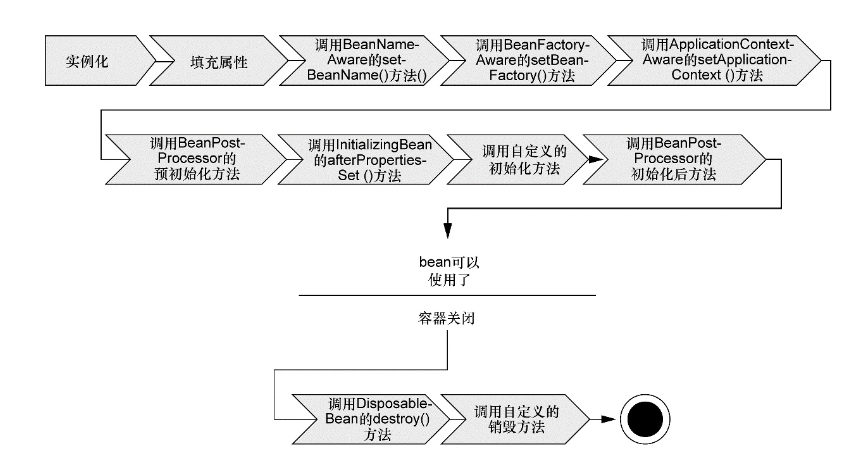 实例化
填充属性
调用BeanName-
Aware的set-
BeanName()方法()
调用BeanFactory-
Aware的setBean-
Factory()方法
调用ApplicationContext-
Aware的setApplication-
Context ()方法
调用BeanPost-
Processor的
预初始化方法
调用InitializingBean
的afterProperties-
Set ()方法
调用自定义的
初始化方法
调用BeanPost-
Processor的
初始化后方法
bean可以
使用了
容器关闭
调用Disposable-
Bean的destroy()
方法
调用自定义的
销毁方法